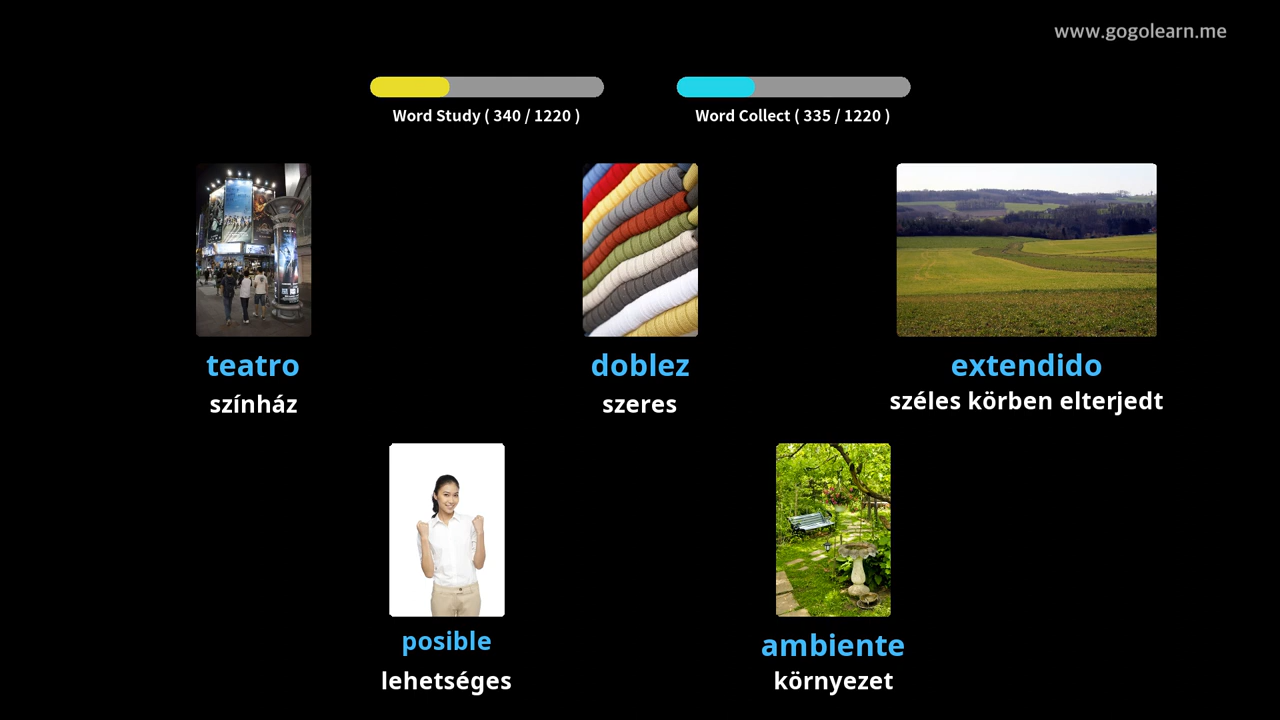 www.gogolearn.me
Word Study ( 340 / 1220 )
Word Collect ( 335 / 1220 )
teatro
színház
doblez
szeres
extendido
széles körben elterjedt
posible
lehetséges
ambiente
környezet